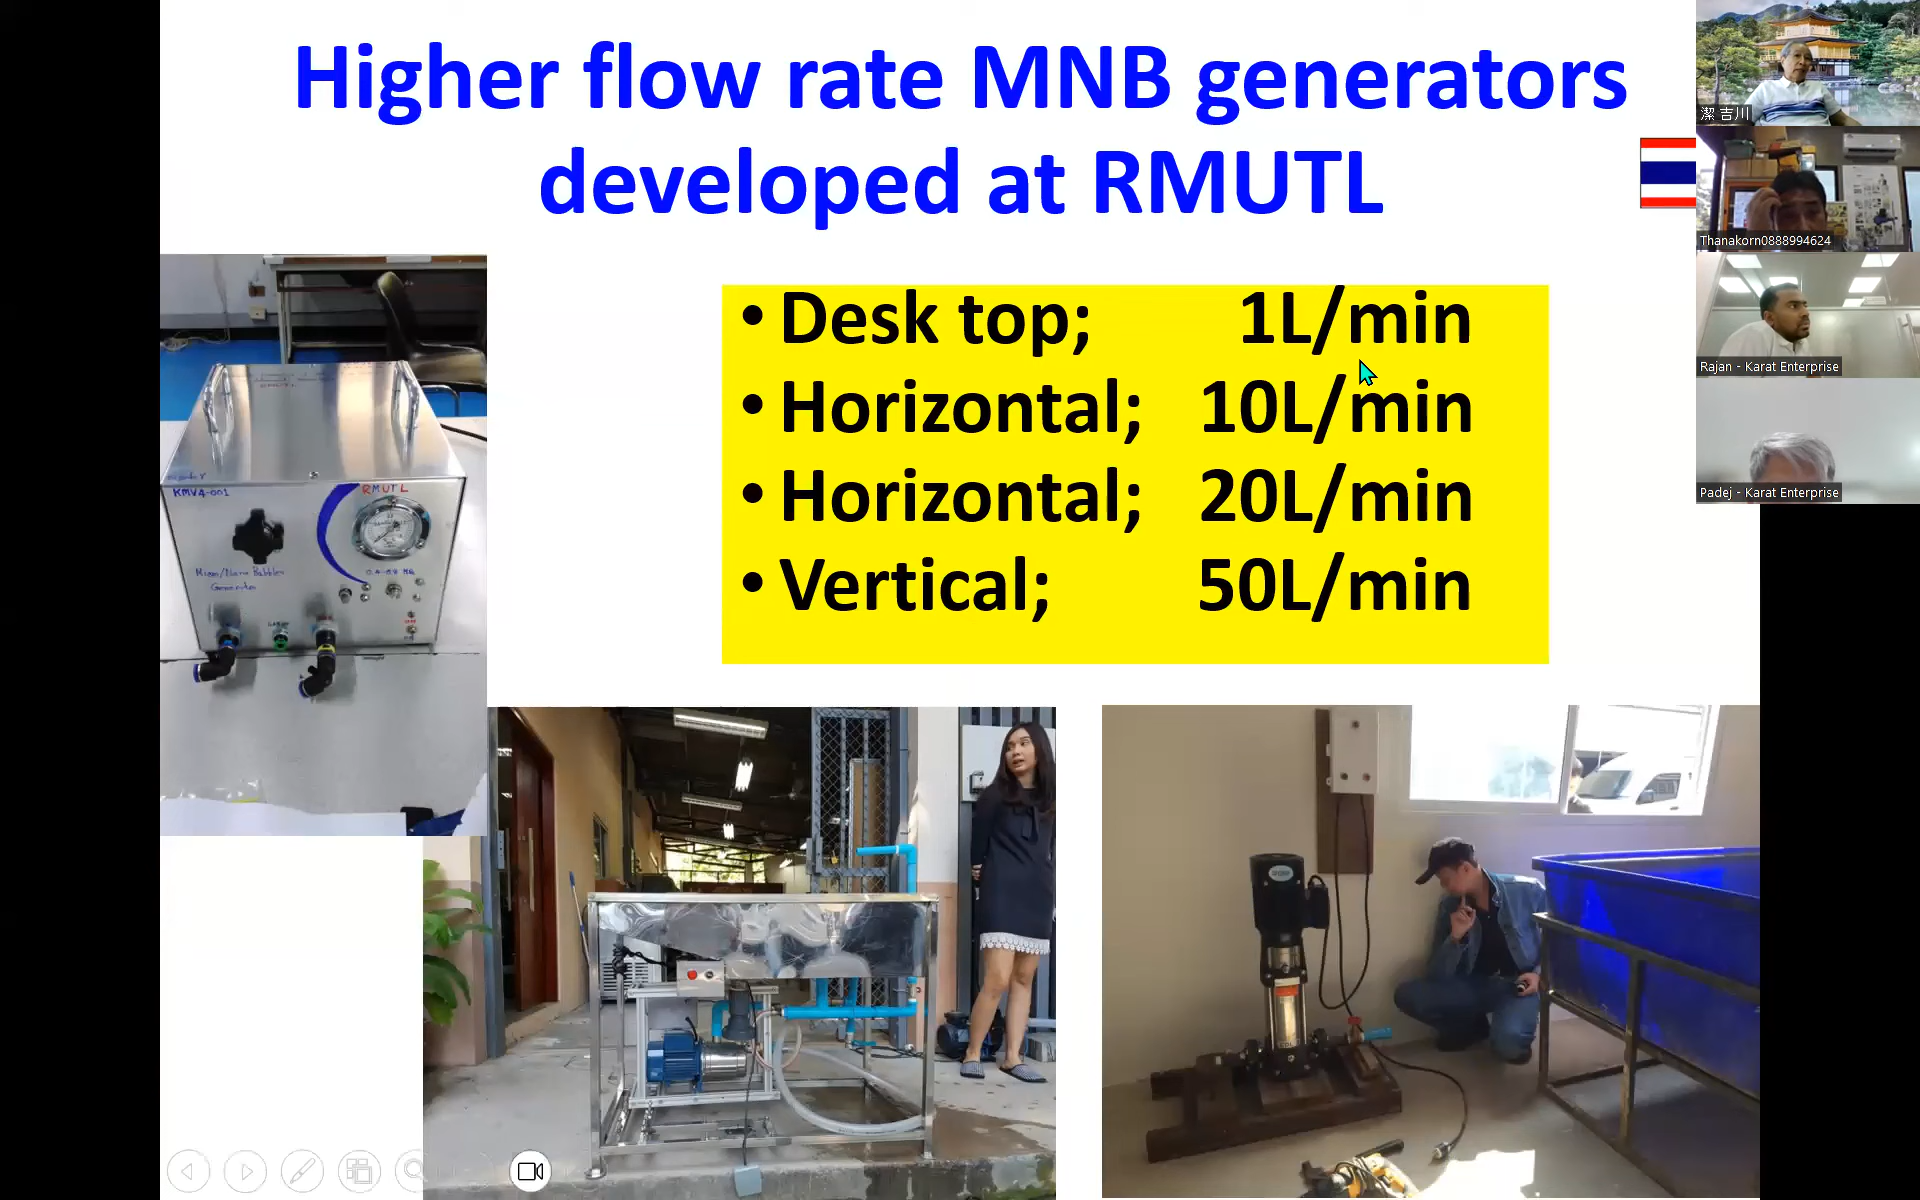 Higher flow rate MNB generators
developed at RMUTL
• Desk top; 1L/min
• Horizontal; 10L/min
• Horizontal; 20L/min
• Vertical; 50L/min
潔 吉川
Thanakorn0888994624
Rajan - Karat Enterprise
Padej - Karat Enterprise
KMVA-001
RMUTL
Micro/Nano Bubbles
Generator